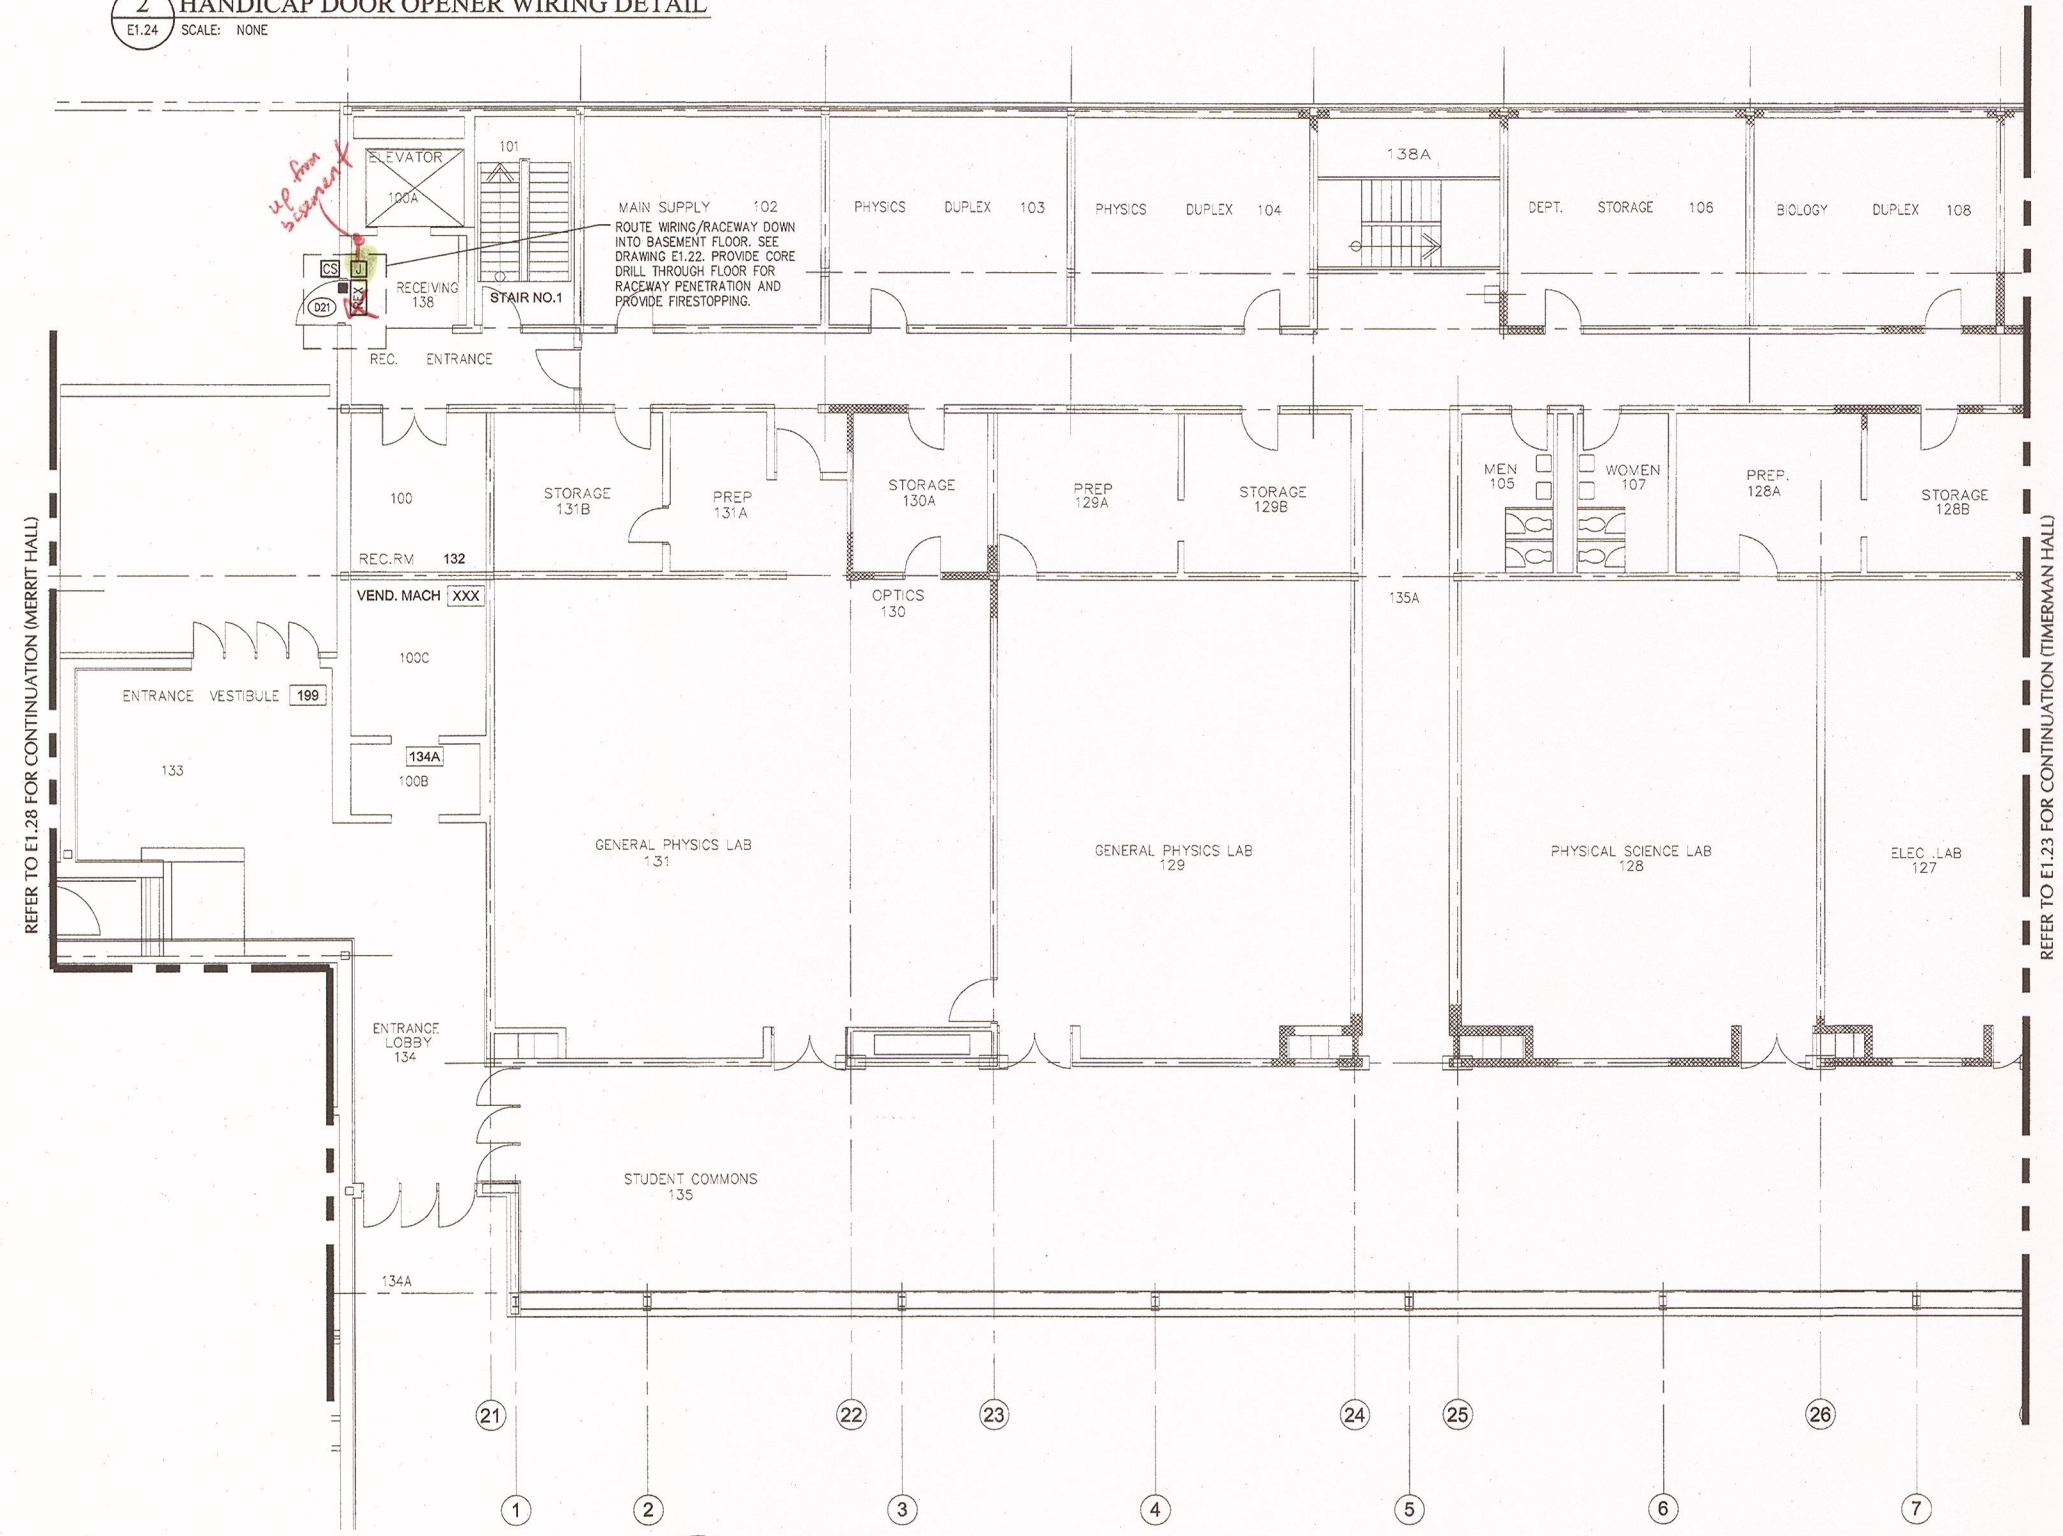 2 HANDICAP DOOR OPENER WIRING DETAIL
E1.24 SCALE: NONE
up from
basement
ELEVATOR
100A
101
MAIN SUPPLY 102
PHYSICS DUPLEX 103
PHYSICS DUPLEX 104
138A
DEPT. STORAGE 106
BIOLOGY DUPLEX 108
ROUTE WIRING/RACEWAY DOWN
INTO BASEMENT FLOOR. SEE
DRAWING E1.22. PROVIDE CORE
DRILL THROUGH FLOOR FOR
RACEWAY PENETRATION AND
PROVIDE FIRESTOPPING.
CS J
REX
D21
RECEIVING
138
STAIR NO.1
REC. ENTRANCE
100
REC.RM 132
STORAGE
131B
PREP
131A
STORAGE
130A
PREP
129A
STORAGE
129B
MEN
105
WOMEN
107
PREP.
128A
STORAGE
128B
VEND. MACH XXX
OPTICS
130
135A
100C
ENTRANCE VESTIBULE 199
133
134A
100B
GENERAL PHYSICS LAB
131
GENERAL PHYSICS LAB
129
PHYSICAL SCIENCE LAB
128
ELEC .LAB
127
REFER TO E1.28 FOR CONTINUATION (MERRIT HALL)
REFER TO E1.23 FOR CONTINUATION (TIMERMAN HALL)
ENTRANCE
LOBBY
134
STUDENT COMMONS
135
134A
21 22 23 24 25 26
1 2 3 4 5 6 7